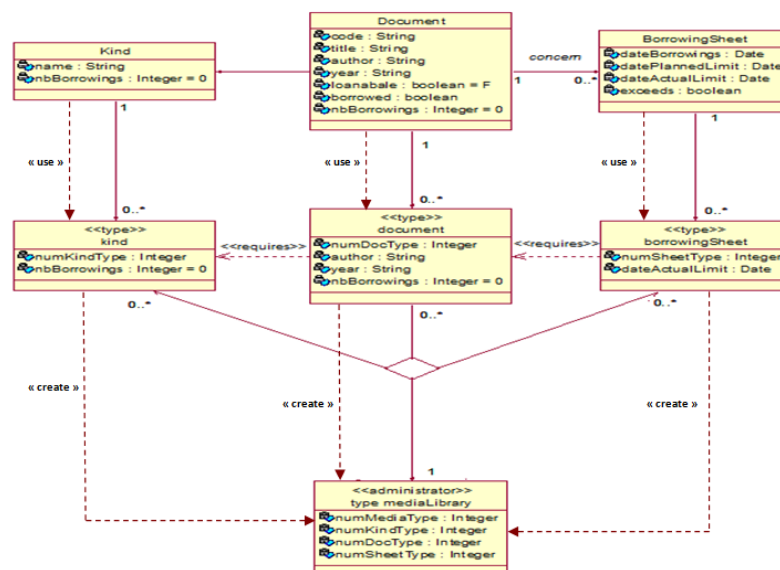 Kind
name : String
nbBorrowings : Integer = 0
Document
code : String
title : String
author : String
year : String
loanabale : boolean = F
borrowed : boolean
nbBorrowings : Integer = 0
concern
1
0..*
BorrowingSheet
dateBorrowings : Date
datePlannedLimit : Date
dateActualLimit : Date
exceeds : boolean
1
1
1
« use »
« use »
« use »
0..*
0..*
0..*
<<type>>
kind
numKindType : Integer
nbBorrowings : Integer = 0
<<requires>>
<<type>>
document
numDocType : Integer
author : String
year : String
nbBorrowings : Integer = 0
<<requires>>
<<type>>
borrowingSheet
numSheetType : Integer
dateActualLimit : Date
0..*
0..*
0..*
« create »
« create »
« create »
1
<<administrator>>
type mediaLibrary
numMediaType : Integer
numKindType : Integer
numDocType : Integer
numSheetType : Integer